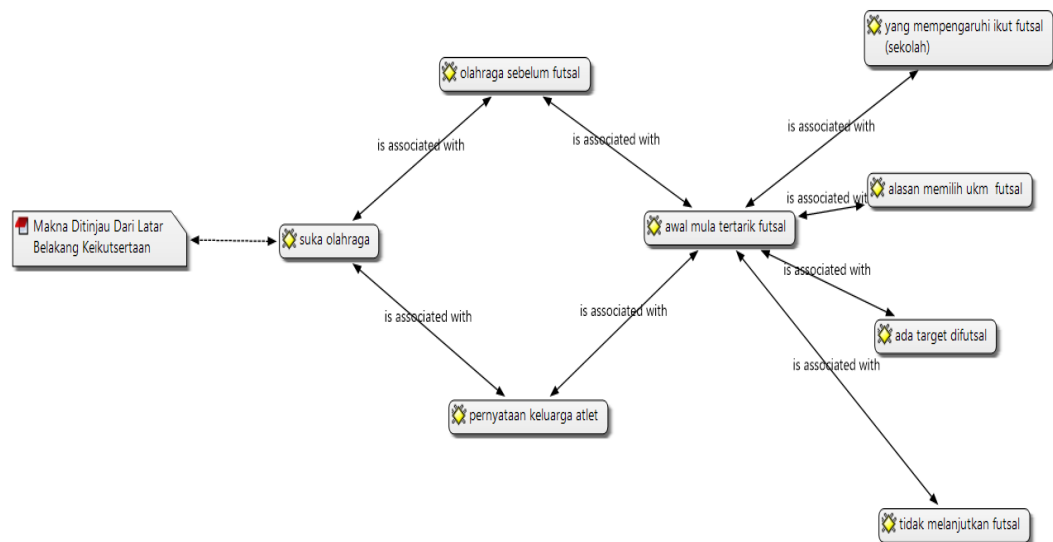 yang mempengaruhi ikut futsal
(sekolah)
olahraga sebelum futsal
is associated with
is associated with
is associated with
alasan memilih ukm  futsal
is associated with
Makna Ditinjau Dari Latar
Belakang Keikutsertaan
suka olahraga
awal mula tertarik futsal
is associated with
is associated with
is associated with
ada target difutsal
is associated with
pernyataan keluarga atlet
tidak melanjutkan futsal